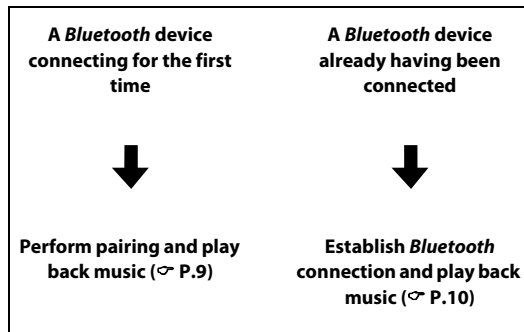 A Bluetooth device
connecting for the first
time
Perform pairing and play
back music (☞ P.9)
A Bluetooth device
already having been
connected
Establish Bluetooth
connection and play back
music (☞ P.10)